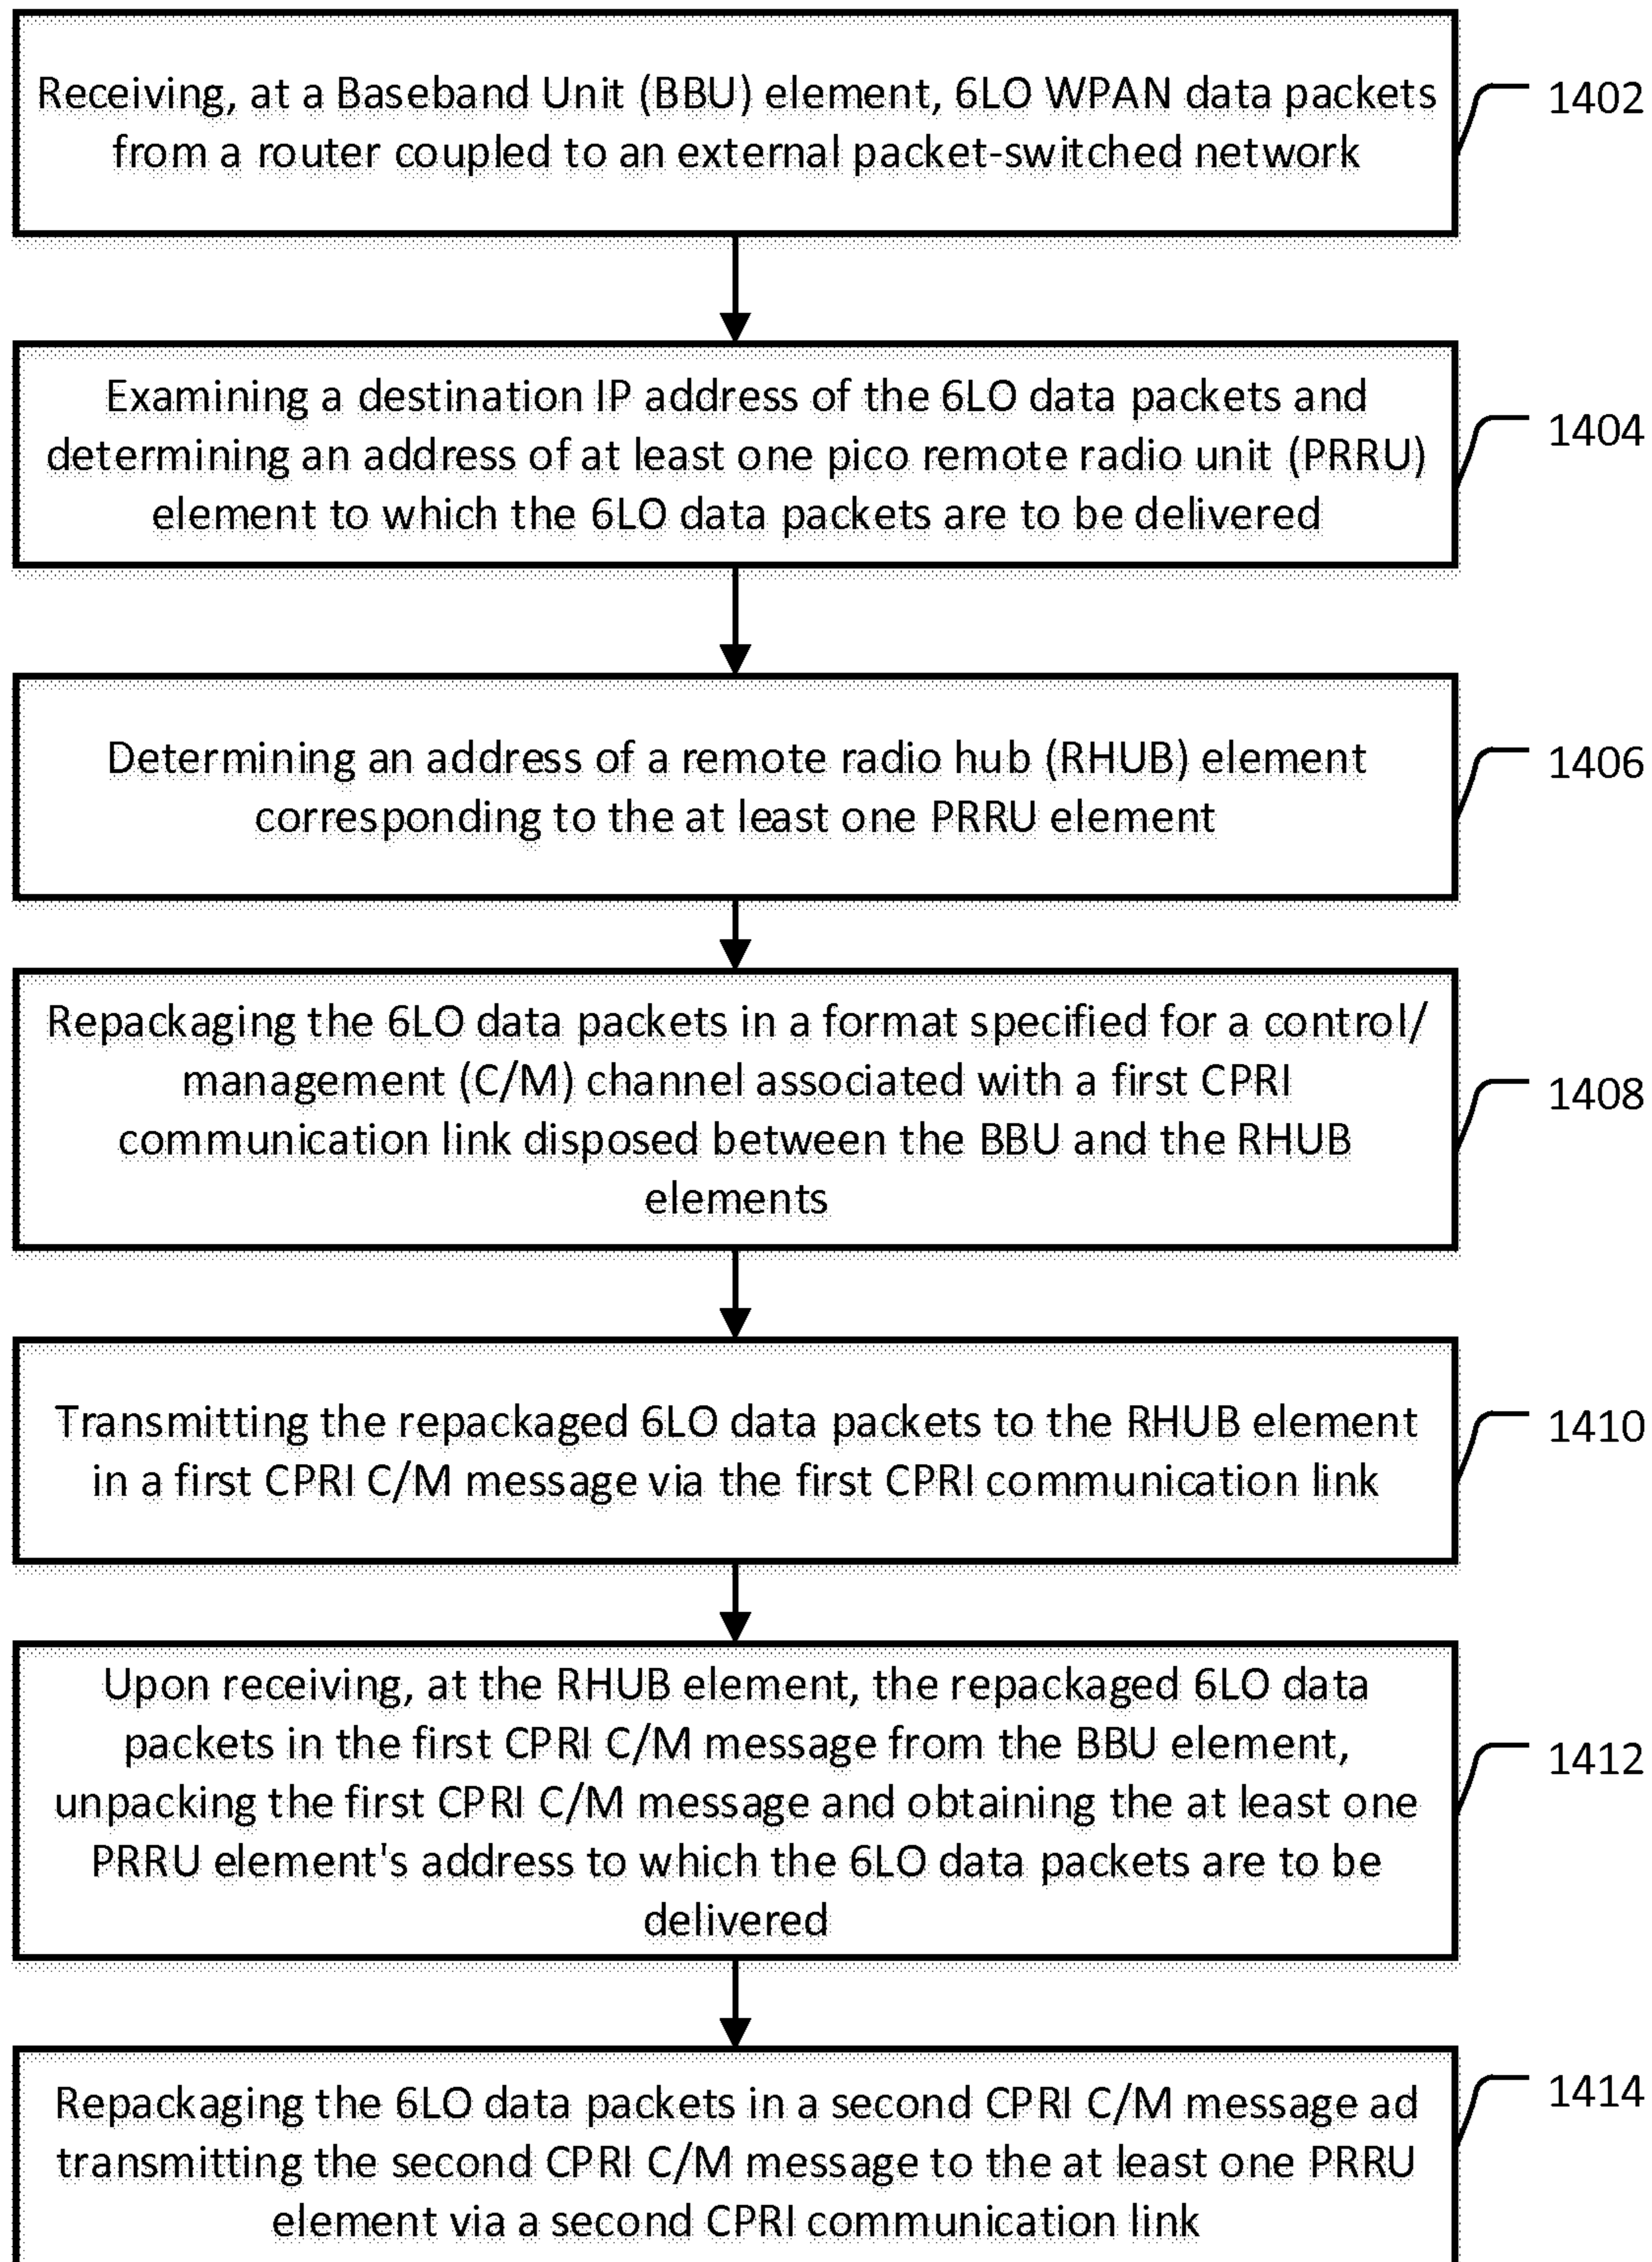 Receiving, at a Baseband Unit (BBU) element, 6LO WPAN data packets
from a router coupled to an external packet-switched network
1402
Examining a destination IP address of the 6LO data packets and
determining an address of at least one pico remote radio unit (PRRU)
element to which the 6LO data packets are to be delivered
1404
Determining an address of a remote radio hub (RHUB) element
corresponding to the at least one PRRU element
1406
Repackaging the 6LO data packets in a format specified for a control/
management (C/M) channel associated with a first CPRI
communication link disposed between the BBU and the RHUB
elements
1408
Transmitting the repackaged 6LO data packets to the RHUB element
in a first CPRI C/M message via the first CPRI communication link
1410
Upon receiving, at the RHUB element, the repackaged 6LO data
packets in the first CPRI C/M message from the BBU element,
unpacking the first CPRI C/M message and obtaining the at least one
PRRU element's address to which the 6LO data packets are to be
delivered
1412
Repackaging the 6LO data packets in a second CPRI C/M message ad
transmitting the second CPRI C/M message to the at least one PRRU
element via a second CPRI communication link
1414